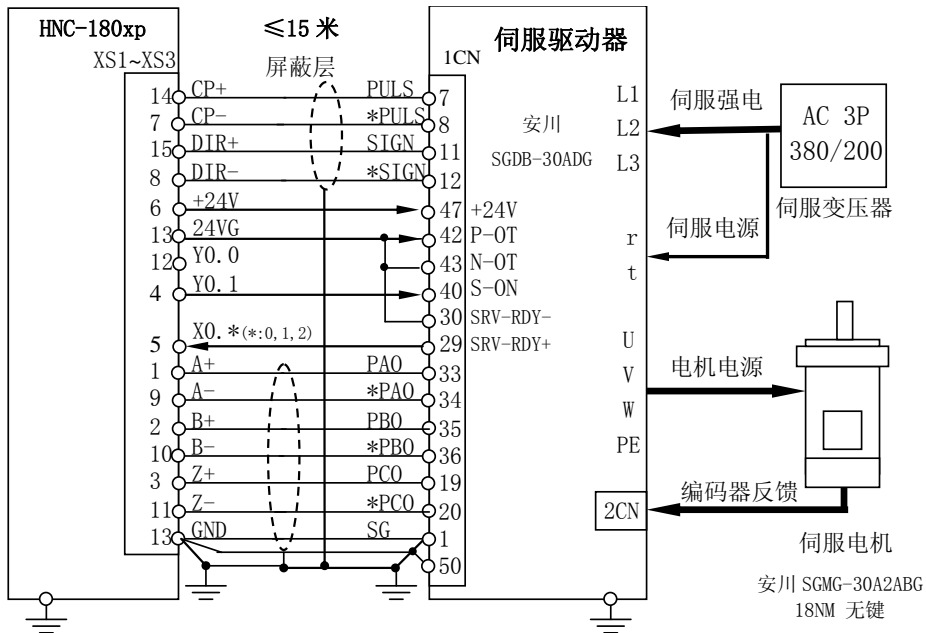 HNC-180xp
≤15 米
伺服驱动器
XS1~XS3
屏蔽层
1CN
14 CP+ PULS 7
7 CP- *PULS 8
15 DIR+ SIGN 11
8 DIR- *SIGN 12
6 +24V 47 +24V
13 24VG 42 P-OT
12 Y0.0 43 N-OT
4 Y0.1 40 S-ON
30 SRV-RDY-
5 X0.*(*:0,1,2) 29 SRV-RDY+
1 A+ PAO 33
9 A- *PAO 34
2 B+ PBO 35
10 B- *PBO 36
3 Z+ PCO 19
11 Z- *PCO 20
13 GND SG 1
50
安川
SGDB-30ADG
L1
L2
L3
r
t
U
V
W
PE
2CN
伺服强电
AC 3P
380/200
伺服变压器
伺服电源
电机电源
编码器反馈
伺服电机
安川 SGMG-30A2ABG
18NM 无键